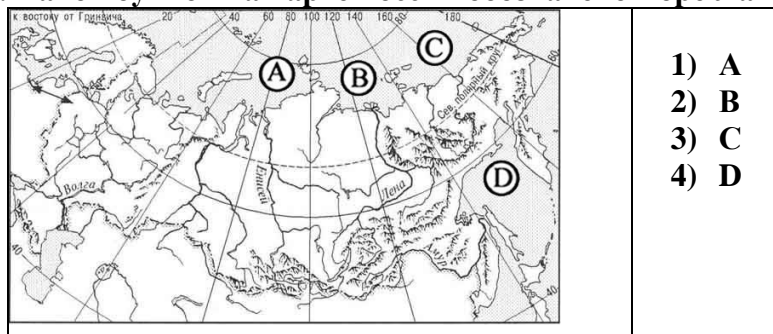 к востоку от Гринвича 20 60 80 100 120 140 160 180
60
A
B
C
Сев. полярный круг
1) A
2) B
3) C
4) D
D
Волга
Енисей
Лена
40
40